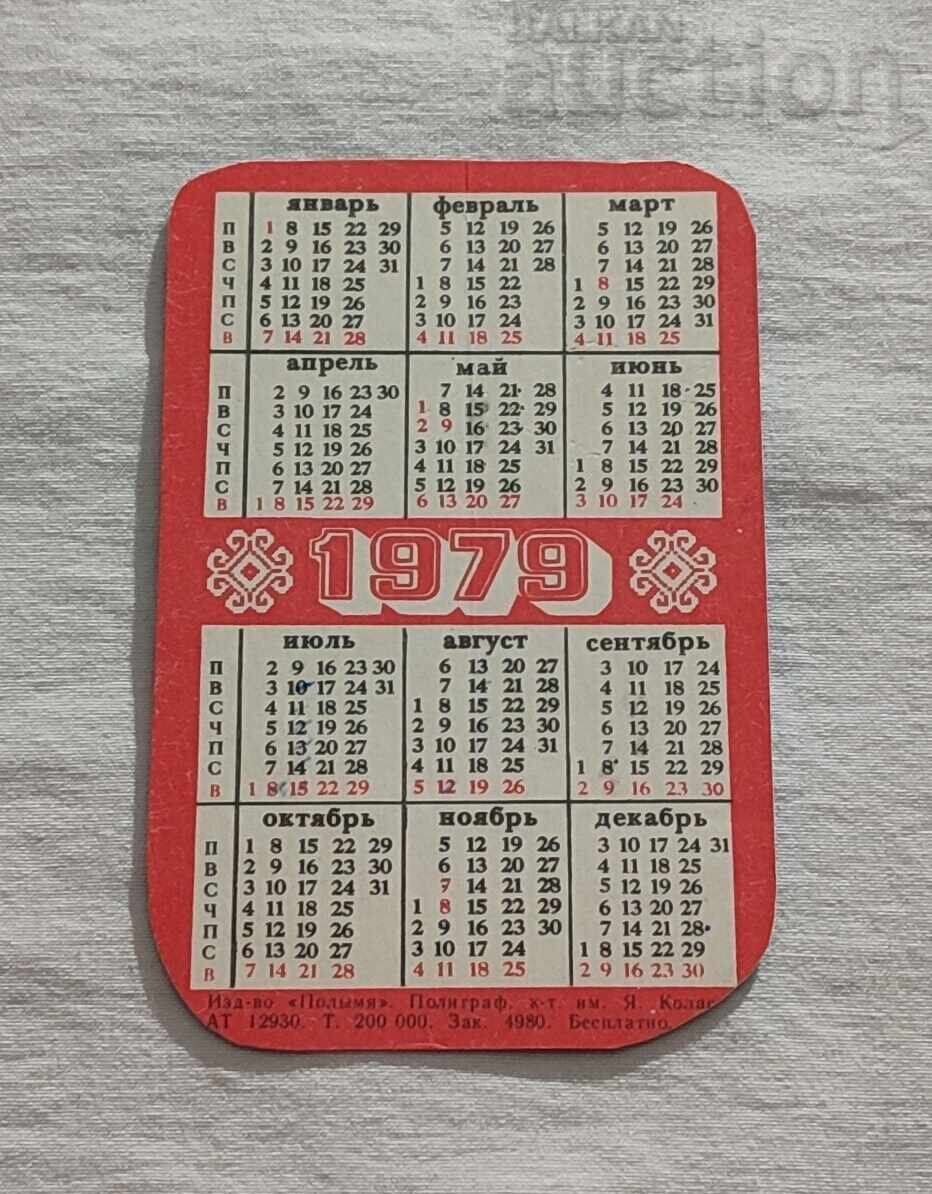 BALKAN
auction
январь февраль март
П 1 8 15 22 29 5 12 19 26 5 12 19 26
В 2 9 16 23 30 6 13 20 27 6 13 20 27
С 3 10 17 24 31 7 14 21 28 7 14 21 28
Ч 4 11 18 25 1 8 15 22 1 8 15 22 29
П 5 12 19 26 2 9 16 23 2 9 16 23 30
С 6 13 20 27 3 10 17 24 3 10 17 24 31
В 7 14 21 28 4 11 18 25 4 11 18 25
апрель май июнь
П 2 9 16 23 30 7 14 21 28 4 11 18 25
В 3 10 17 24 1 8 15 22 29 5 12 19 26
С 4 11 18 25 2 9 16 23 30 6 13 20 27
Ч 5 12 19 26 3 10 17 24 31 7 14 21 28
П 6 13 20 27 4 11 18 25 1 8 15 22 29
С 7 14 21 28 5 12 19 26 2 9 16 23 30
В 1 8 15 22 29 6 13 20 27 3 10 17 24
1979
июль август сентябрь
П 2 9 16 23 30 6 13 20 27 3 10 17 24
В 3 10 17 24 31 7 14 21 28 4 11 18 25
С 4 11 18 25 1 8 15 22 29 5 12 19 26
Ч 5 12 19 26 2 9 16 23 30 6 13 20 27
П 6 13 20 27 3 10 17 24 31 7 14 21 28
С 7 14 21 28 4 11 18 25 1 8 15 22 29
В 1 8 15 22 29 5 12 19 26 2 9 16 23 30
октябрь ноябрь декабрь
П 1 8 15 22 29 5 12 19 26 3 10 17 24 31
В 2 9 16 23 30 6 13 20 27 4 11 18 25
С 3 10 17 24 31 7 14 21 28 5 12 19 26
Ч 4 11 18 25 1 8 15 22 29 6 13 20 27
П 5 12 19 26 2 9 16 23 30 7 14 21 28
С 6 13 20 27 3 10 17 24 1 8 15 22 29
В 7 14 21 28 4 11 18 25 2 9 16 23 30
Изд-во «Полымя». Полиграф. к-т. им. Я. Колас
АТ 12930. Т. 200 000. Зак. 4980. Бесплатно.